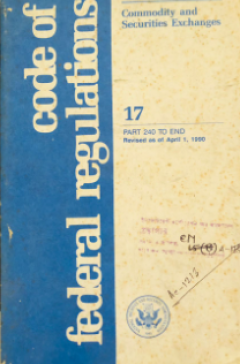 code of
federal regulations
Commodity and
Securities Exchanges
17
PART 240 TO END
Revised as of April 1, 1990
EM